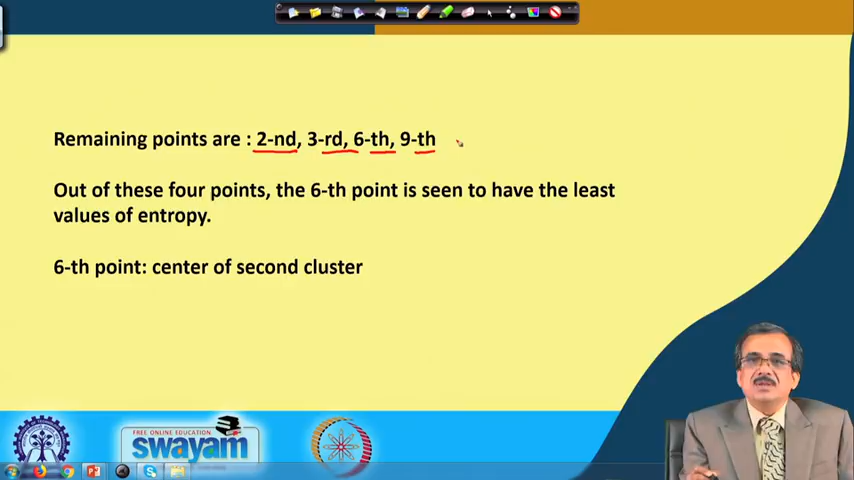 Remaining points are : 2-nd, 3-rd, 6-th, 9-th
Out of these four points, the 6-th point is seen to have the least
values of entropy.
6-th point: center of second cluster
FREE ONLINE EDUCATION
swayam